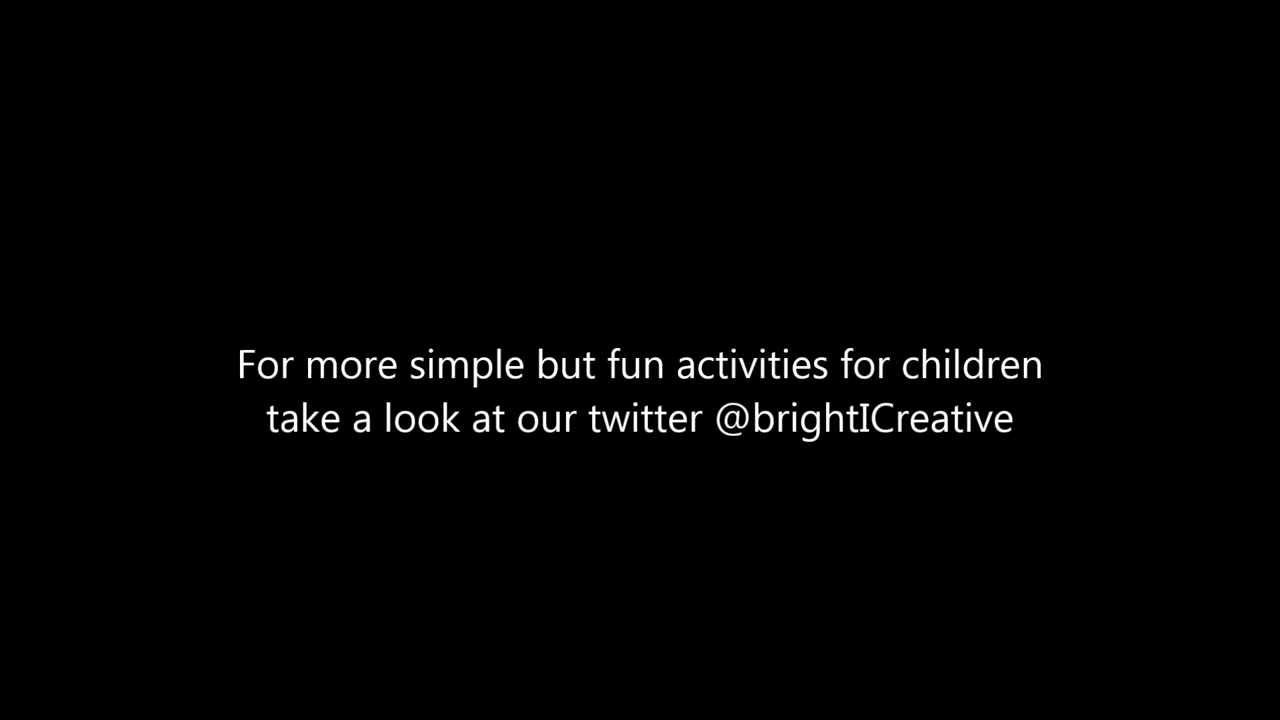 For more simple but fun activities for children
take a look at our twitter @brightICreative